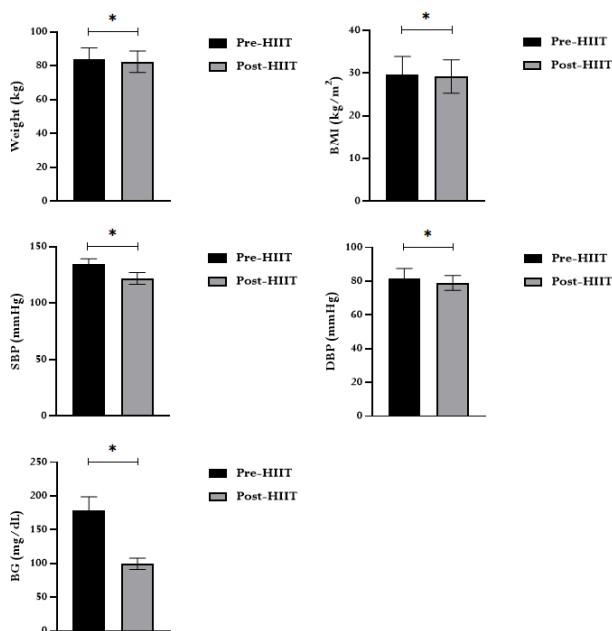 *
100
80
60
40
20
0
Weight (kg)
Pre-HIIT
Post-HIIT
*
40
30
20
10
0
BMI (kg/m²)
Pre-HIIT
Post-HIIT
*
150
100
50
0
SBP (mmHg)
Pre-HIIT
Post-HIIT
*
100
80
60
40
20
0
DBP (mmHg)
Pre-HIIT
Post-HIIT
*
250
200
150
100
50
0
BG (mg/dL)
Pre-HIIT
Post-HIIT